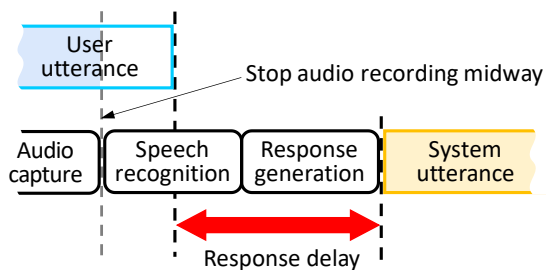 User
utterance
Stop audio recording midway
Audio
capture
Speech
recognition
Response
generation
System
utterance
Response delay